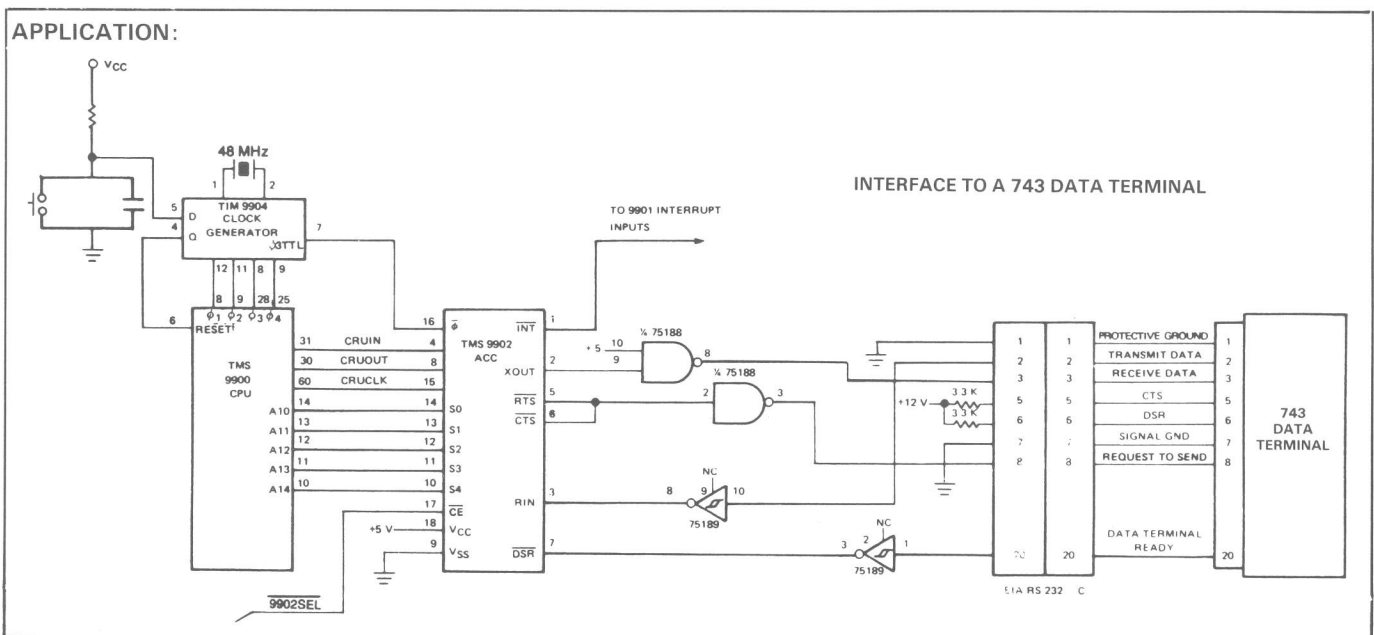 APPLICATION:
VCC
48 MHz
1 2
TIM 9904
CLOCK
GENERATOR
5 D
4 Q
7
12 11 8 9
8 9 28 25
ϕ1 ϕ2 ϕ3 ϕ4
6 RESET
TMS
9900
CPU
31 CRUIN 4
30 CRUOUT 8
60 CRUCLK 15
A10 14 14 S0
A11 13 13 S1
A12 12 12 S2
A13 11 11 S3
A14 10 10 S4
17 CE
+5 V 18 VCC
9 VSS
9902SEL
16 ϕ
TMS 9902
ACC
INT 1
XOUT 2
RTS 5
CTS 6
RIN 3
DSR 7
TO 9901 INTERRUPT
INPUTS
INTERFACE TO A 743 DATA TERMINAL
¼ 75188
+ 5 10
9
8
¼ 75188
2 3
NC
8 9 10
75189
NC
3 2 1
75189
+12 V
3 3 K
3 3 K
1 1 PROTECTIVE GROUND 1
2 2 TRANSMIT DATA 2
3 3 RECEIVE DATA 3
5 5 CTS 5
6 6 DSR 6
7 7 SIGNAL GND 7
8 8 REQUEST TO SEND 8
20 20 DATA TERMINAL
READY 20
EIA RS 232 C
743
DATA
TERMINAL